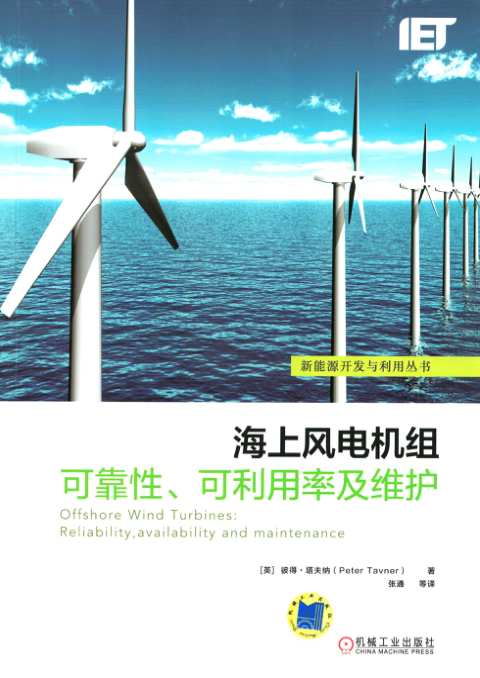 IET
新能源开发与利用丛书
海上风电机组
可靠性、可利用率及维护
Offshore Wind Turbines:
Reliability,availability and maintenance
［英］ 彼得·塔夫纳（Peter Tavner） 著
张通 等译
机械工业出版社
CHINA MACHINE PRESS